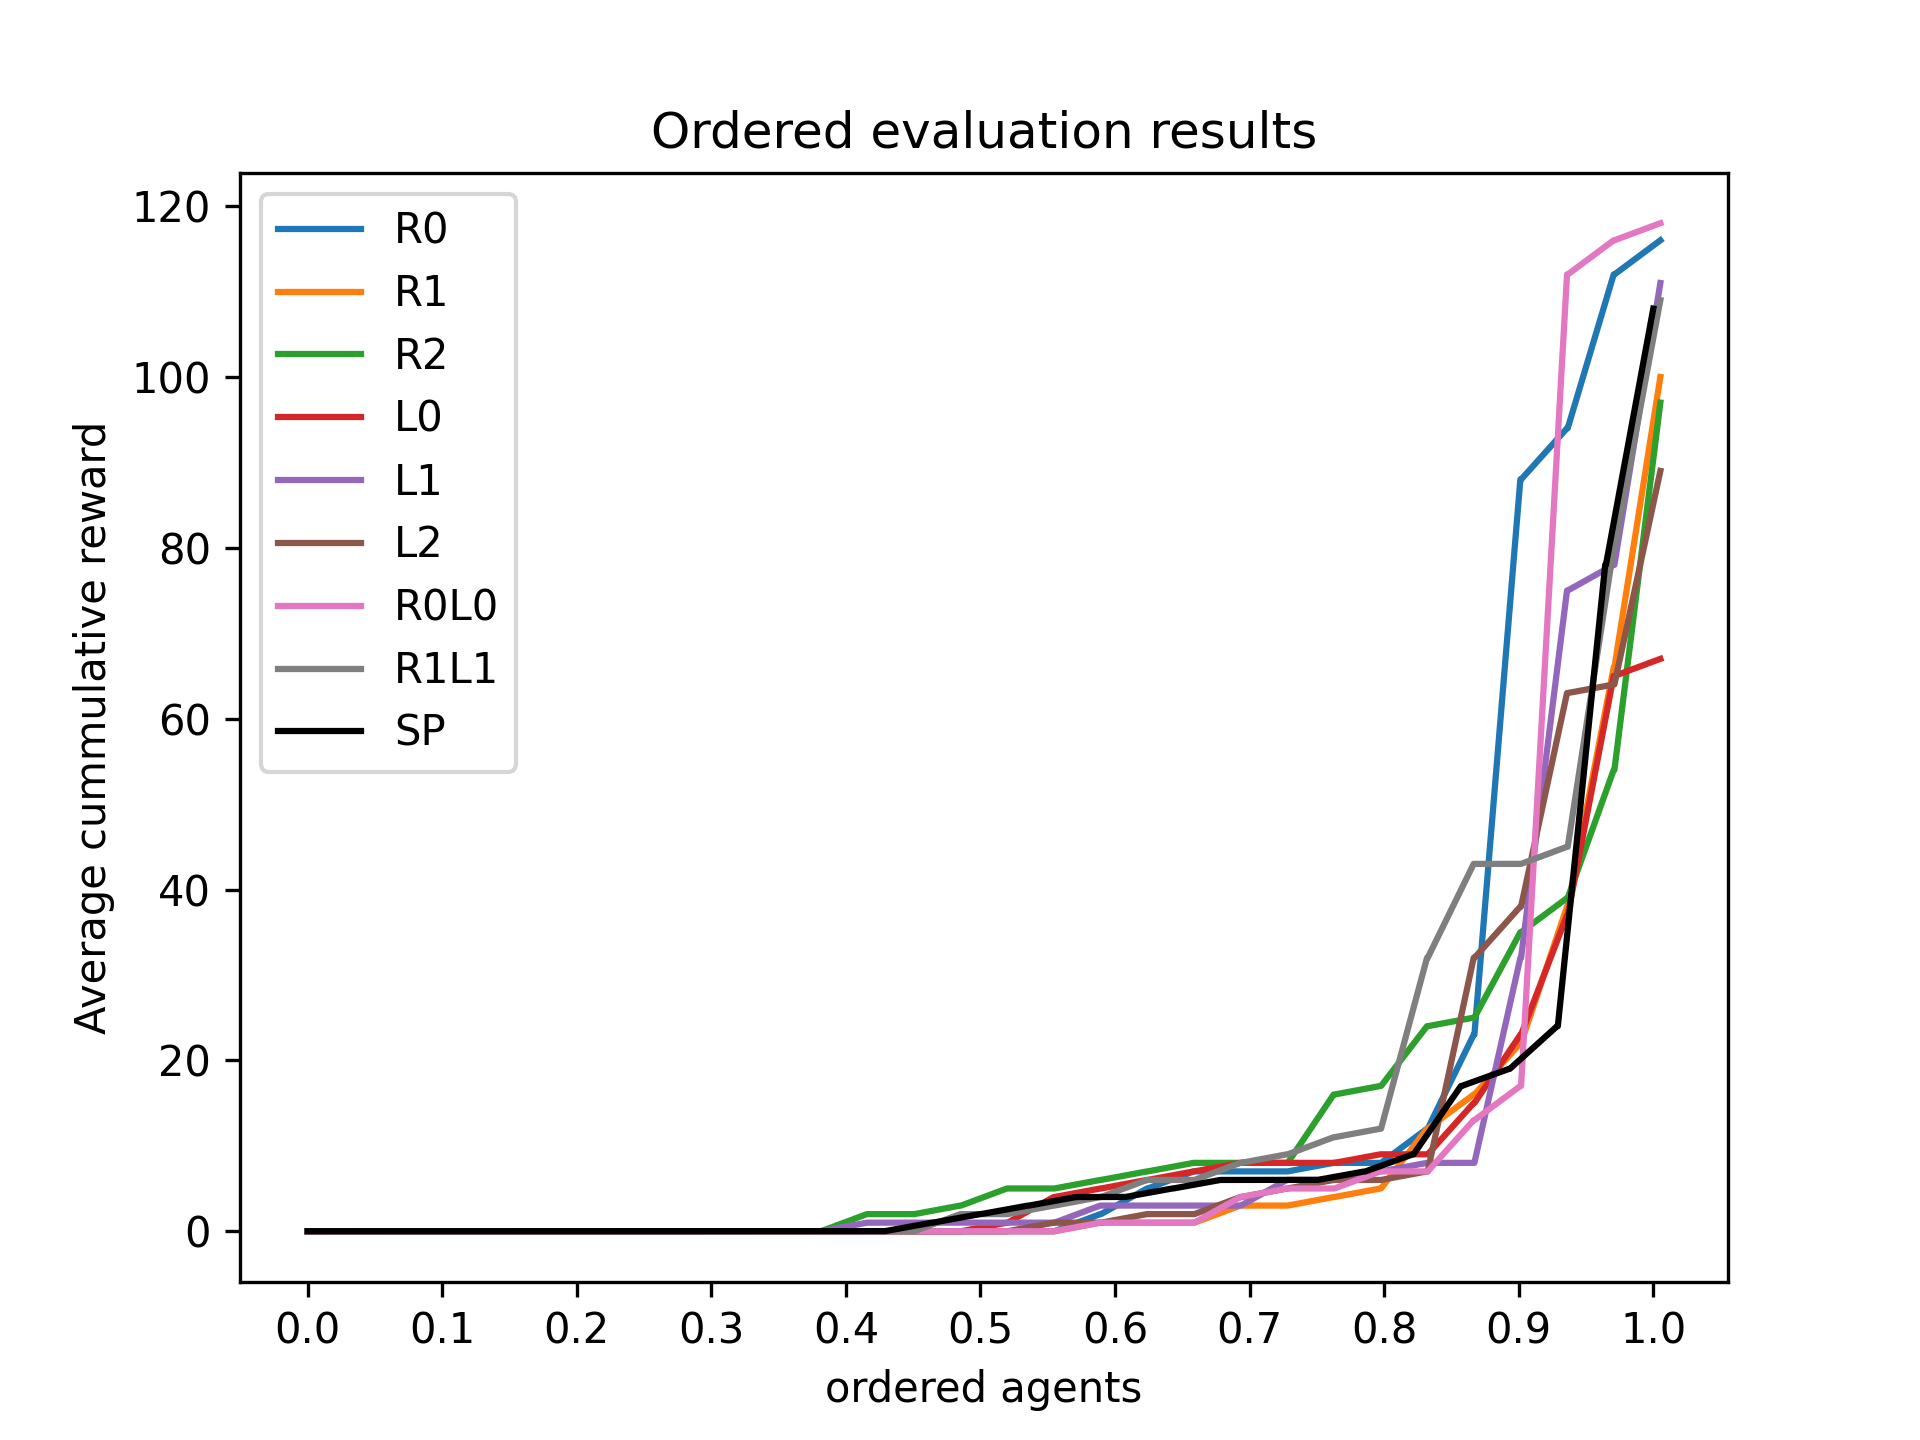 Ordered evaluation results
120
100
80
60
40
20
0
Average cummulative reward
R0
R1
R2
L0
L1
L2
R0L0
R1L1
SP
0.0 0.1 0.2 0.3 0.4 0.5 0.6 0.7 0.8 0.9 1.0
ordered agents